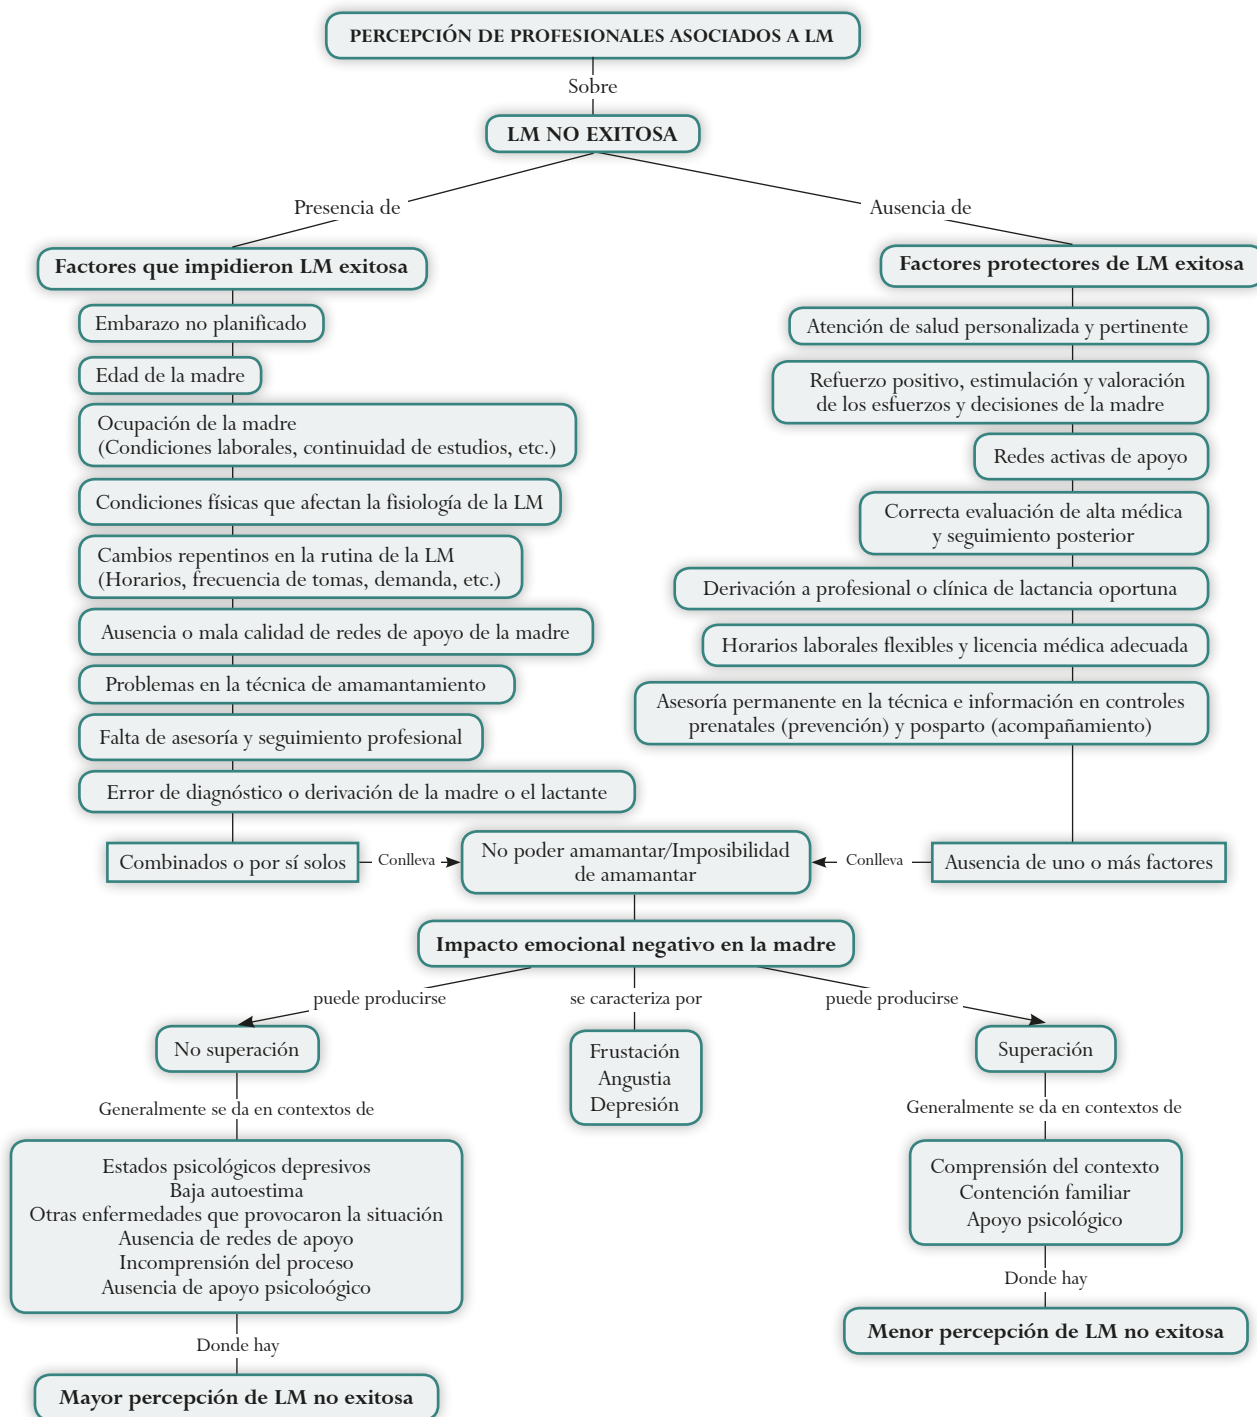 PERCEPCIÓN DE PROFESIONALES ASOCIADOS A LM
Sobre
LM NO EXITOSA
Presencia de
Ausencia de
Factores que impidieron LM exitosa
Embarazo no planificado
Edad de la madre
Ocupación de la madre
(Condiciones laborales, continuidad de estudios, etc.)
Condiciones físicas que afectan la fisiología de la LM
Cambios repentinos en la rutina de la LM
(Horarios, frecuencia de tomas, demanda, etc.)
Ausencia o mala calidad de redes de apoyo de la madre
Problemas en la técnica de amamantamiento
Falta de asesoría y seguimiento profesional
Error de diagnóstico o derivación de la madre o el lactante
Combinados o por sí solos
Conlleva
Factores protectores de LM exitosa
Atención de salud personalizada y pertinente
Refuerzo positivo, estimulación y valoración
de los esfuerzos y decisiones de la madre
Redes activas de apoyo
Correcta evaluación de alta médica
y seguimiento posterior
Derivación a profesional o clínica de lactancia oportuna
Horarios laborales flexibles y licencia médica adecuada
Asesoría permanente en la técnica e información en controles
prenatales (prevención) y posparto (acompañamiento)
Ausencia de uno o más factores
Conlleva
No poder amamantar/Imposibilidad
de amamantar
Impacto emocional negativo en la madre
puede producirse
se caracteriza por
puede producirse
No superación
Generalmente se da en contextos de
Estados psicológicos depresivos
Baja autoestima
Otras enfermedades que provocaron la situación
Ausencia de redes de apoyo
Incomprensión del proceso
Ausencia de apoyo psicoloógico
Donde hay
Mayor percepción de LM no exitosa
Frustación
Angustia
Depresión
Superación
Generalmente se da en contextos de
Comprensión del contexto
Contención familiar
Apoyo psicológico
Donde hay
Menor percepción de LM no exitosa